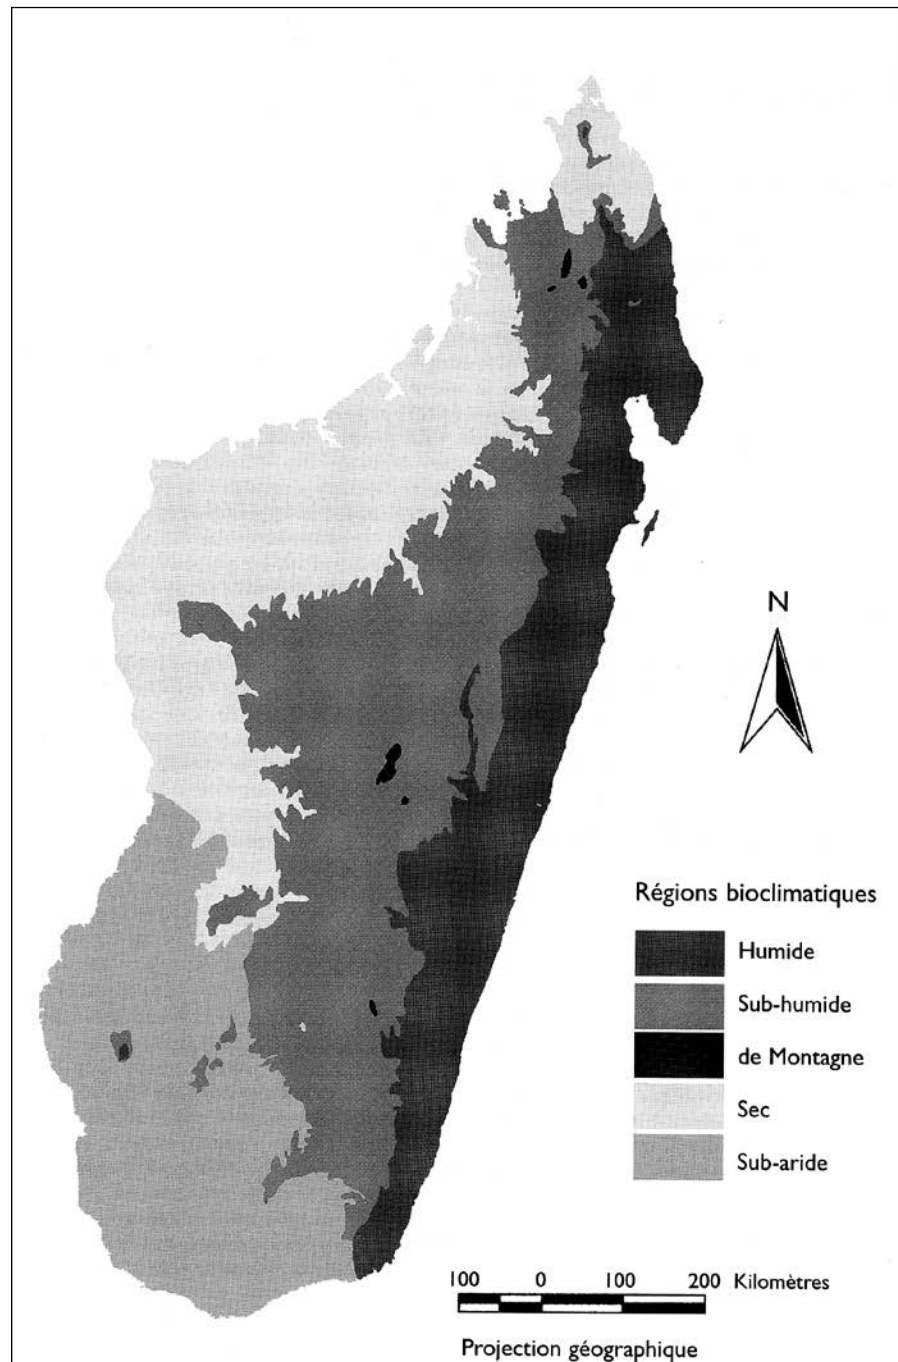 N
Régions bioclimatiques
Humide
Sub-humide
de Montagne
Sec
Sub-aride
100 0 100 200 Kilomètres
Projection géographique